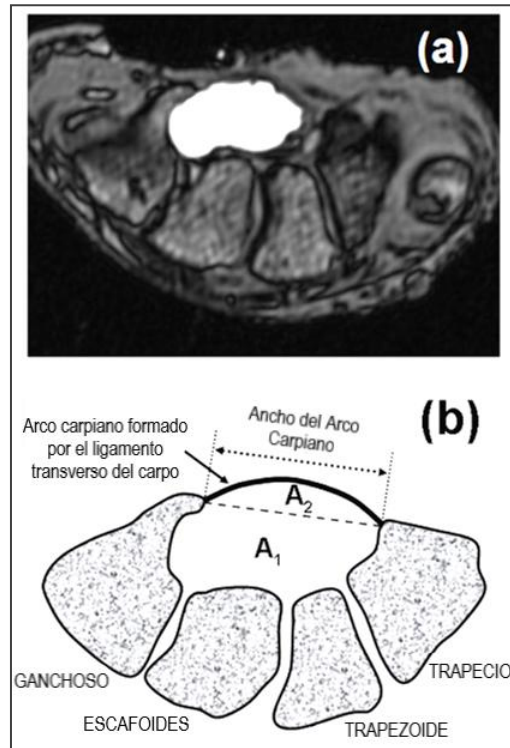 (a)
(b)
Ancho del Arco
Carpiano
Arco carpiano formado
por el ligamento
transverso del carpo
A₂
A₁
GANCHOSO
ESCAFOIDES
TRAPEZOIDE
TRAPECIO